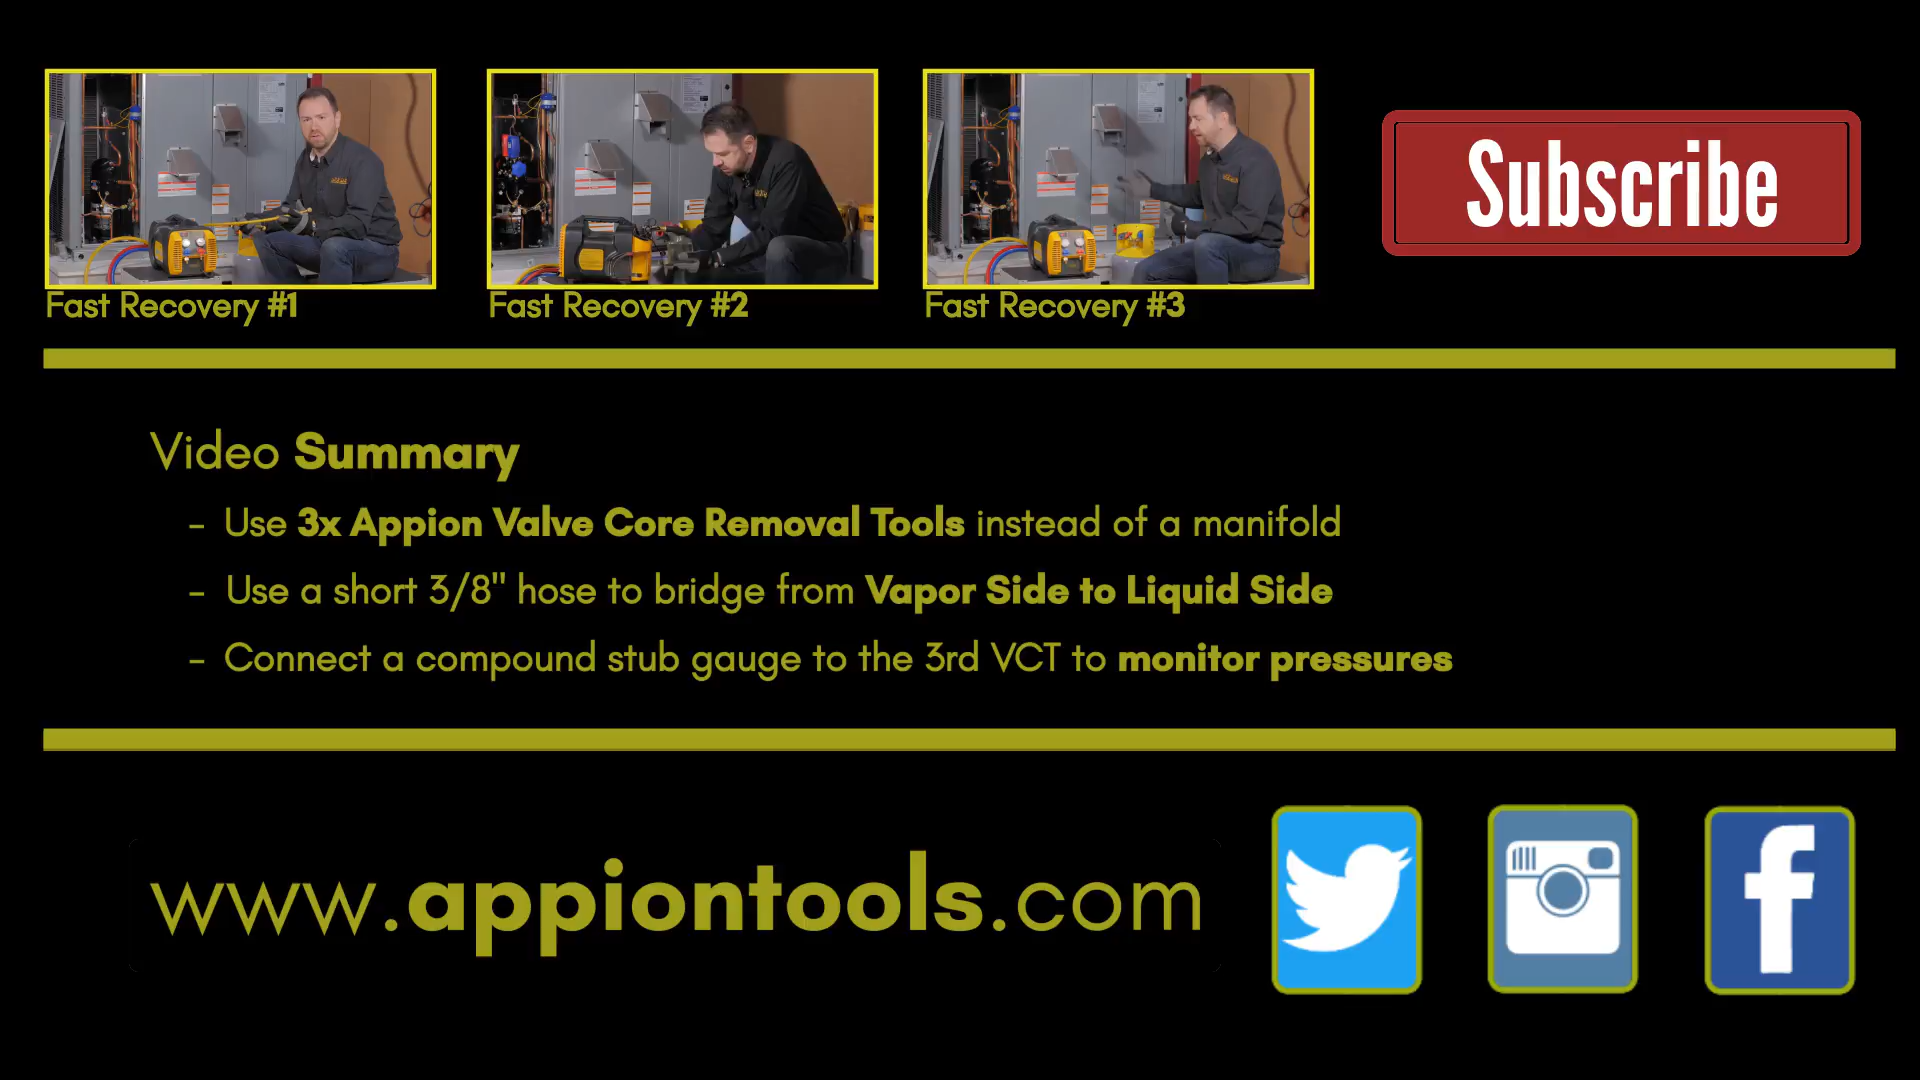 Fast Recovery #1
Fast Recovery #2
Fast Recovery #3
Subscribe
Video Summary
- Use 3x Appion Valve Core Removal Tools instead of a manifold
- Use a short 3/8" hose to bridge from Vapor Side to Liquid Side
- Connect a compound stub gauge to the 3rd VCT to monitor pressures
www.appiontools.com